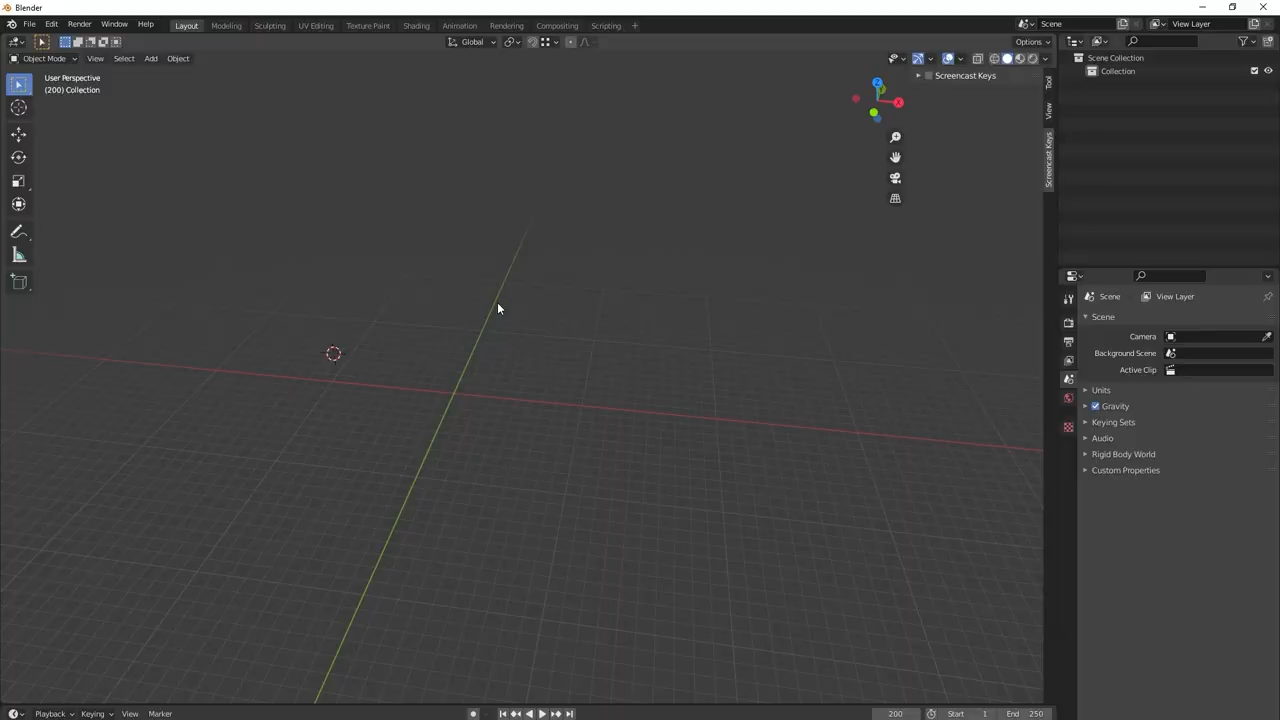 Blender
File Edit Render Window Help Layout Modeling Sculpting UV Editing Texture Paint Shading Animation Rendering Compositing Scripting + Scene View Layer
Global Options
Object Mode View Select Add Object
User Perspective
(200) Collection
Z
X
Screencast Keys
Tool
View
Screencast Keys
Scene Collection
Collection
Scene View Layer
Scene
Camera
Background Scene
Active Clip
Units
Gravity
Keying Sets
Audio
Rigid Body World
Custom Properties
Playback Keying View Marker 200 Start 1 End 250